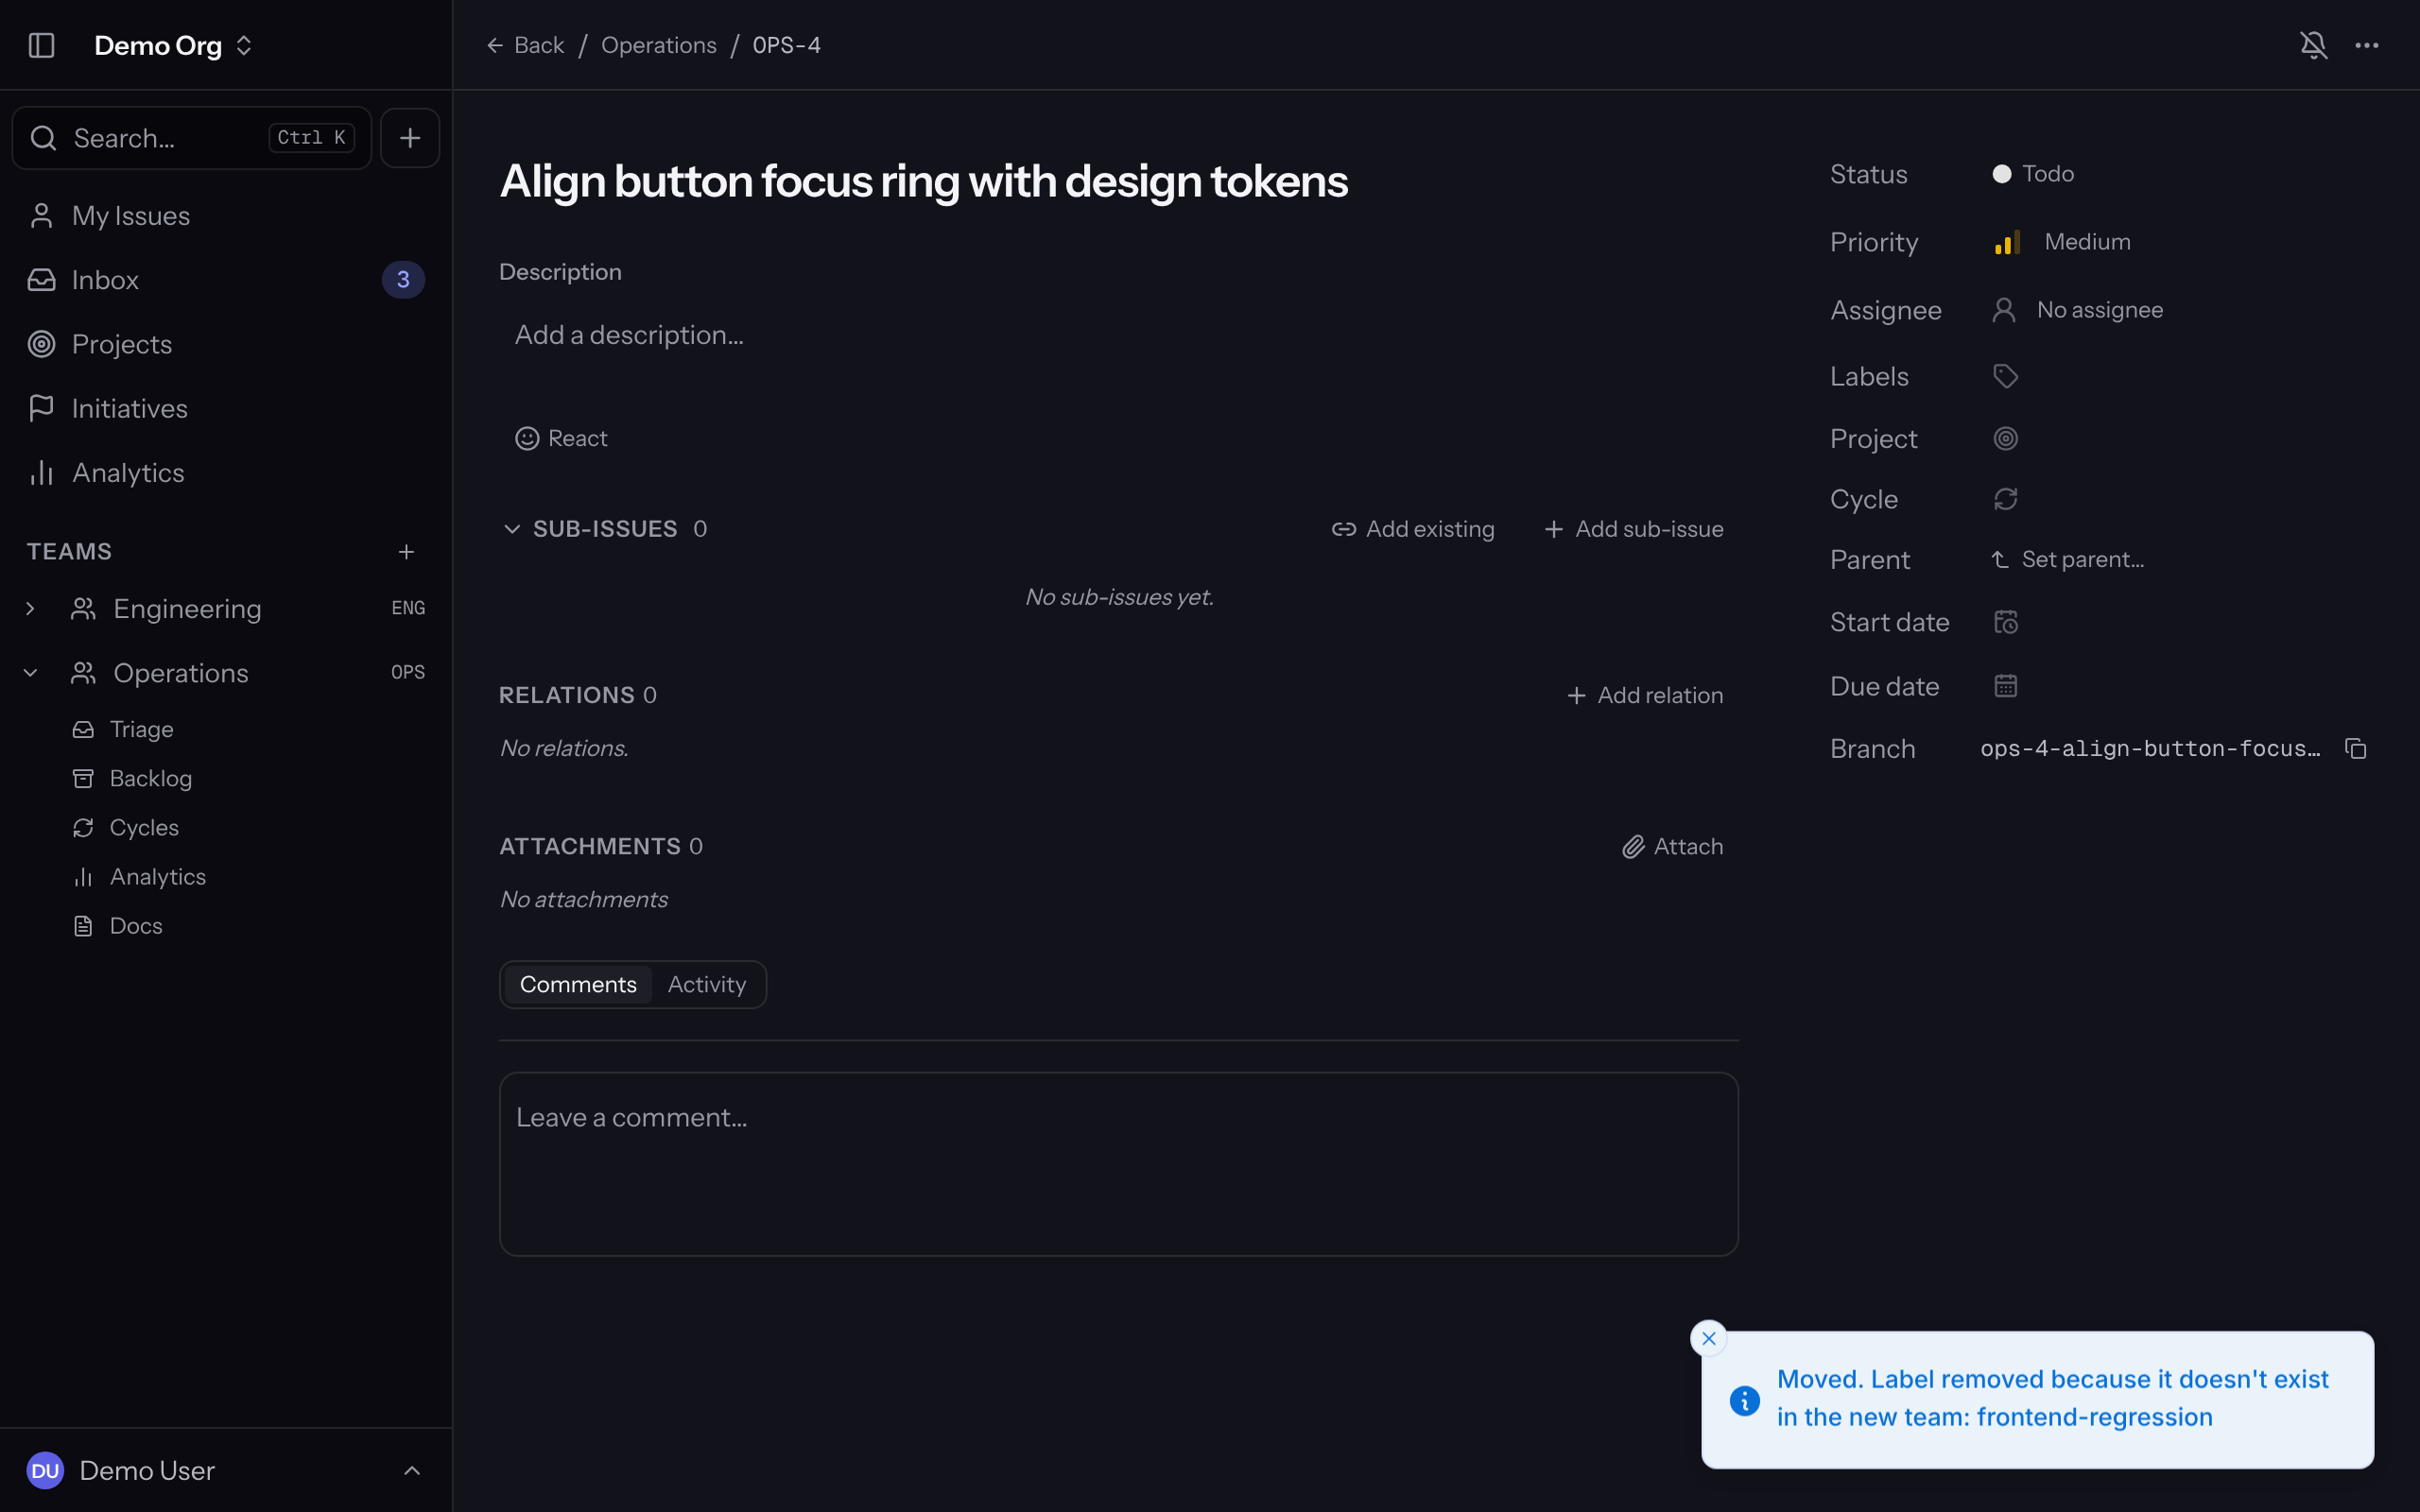 Demo Org
Search...
Ctrl K
My Issues
Inbox
3
Projects
Initiatives
Analytics
TEAMS
Engineering
ENG
Operations
OPS
Triage
Backlog
Cycles
Analytics
Docs
DU
Demo User
Back / Operations / OPS-4
Align button focus ring with design tokens
Description
Add a description...
React
SUB-ISSUES 0
Add existing
Add sub-issue
No sub-issues yet.
RELATIONS 0
Add relation
No relations.
ATTACHMENTS 0
Attach
No attachments
Comments
Activity
Leave a comment...
Status
Todo
Priority
Medium
Assignee
No assignee
Labels
Project
Cycle
Parent
Set parent...
Start date
Due date
Branch
ops-4-align-button-focus…
Moved. Label removed because it doesn't exist
in the new team: frontend-regression